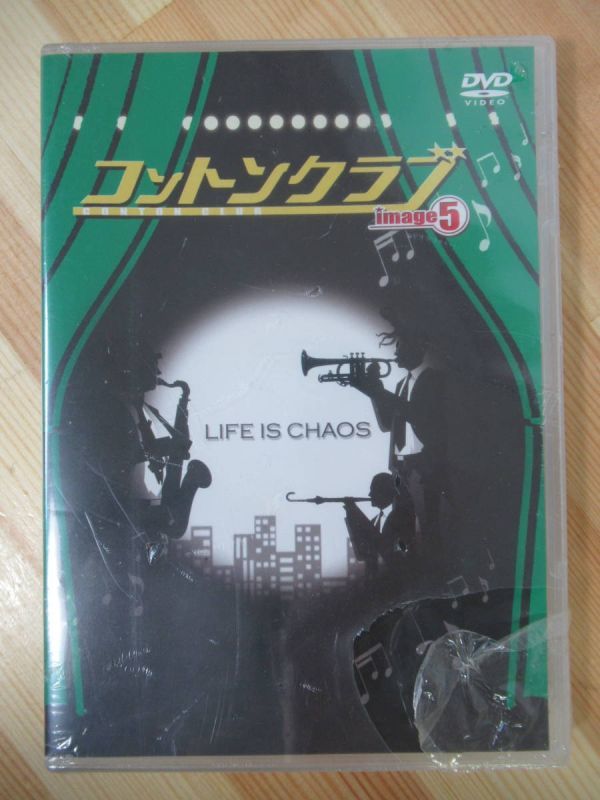 DVD
VIDEO
コントンクラブ
CONTON CLUB
image5
LIFE IS CHAOS